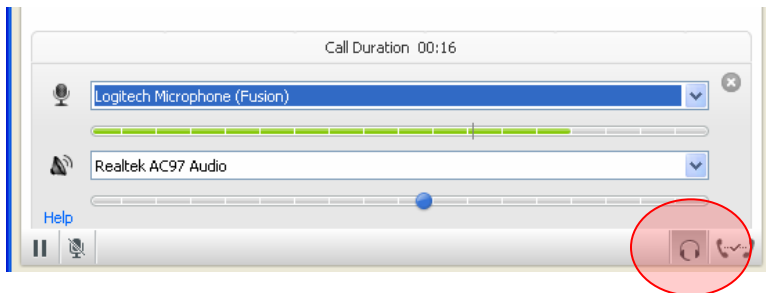 Call Duration 00:16
Logitech Microphone (Fusion)
Realtek AC97 Audio
Help